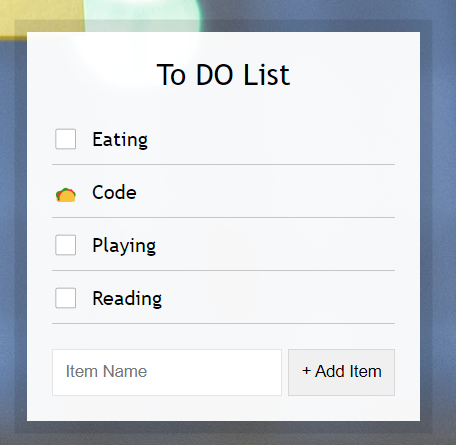 To DO List
Eating
Code
Playing
Reading
Item Name
+ Add Item